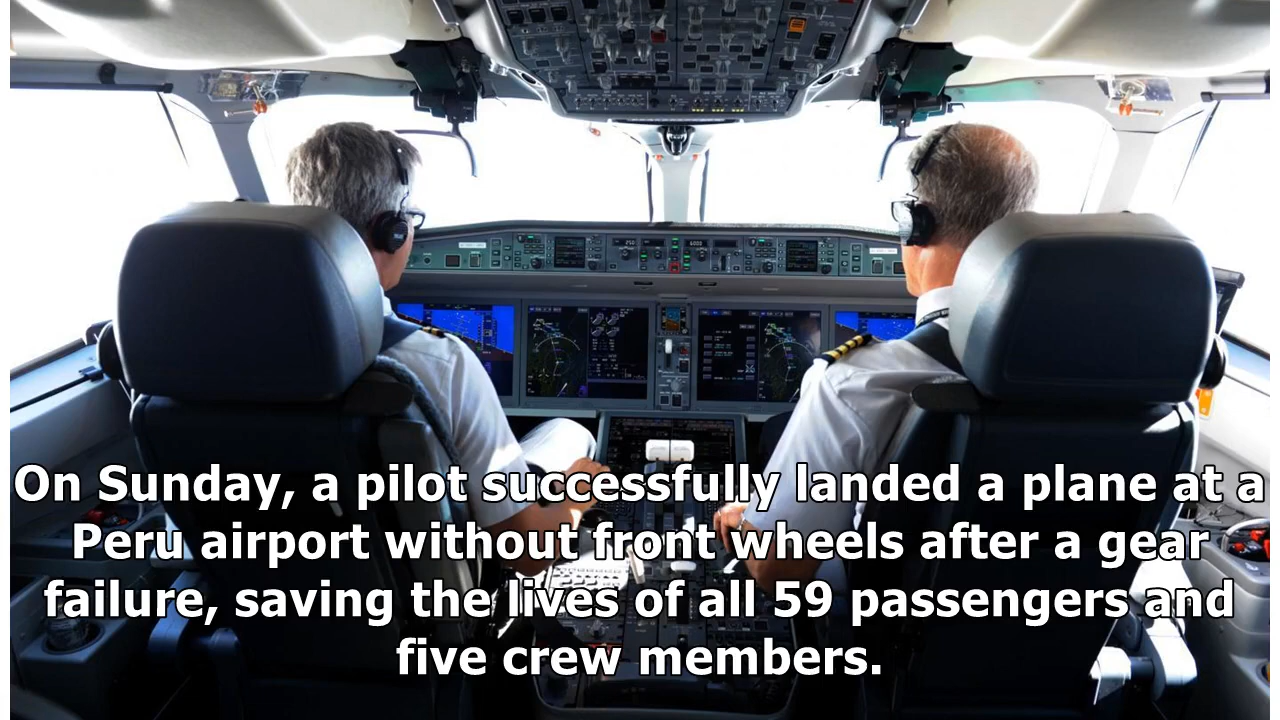 On Sunday, a pilot successfully landed a plane at a
Peru airport without front wheels after a gear
failure, saving the lives of all 59 passengers and
five crew members.